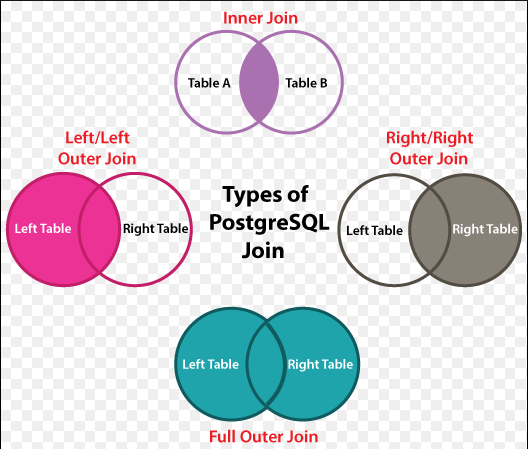 Inner Join
Table A
Table B
Left/Left
Outer Join
Right/Right
Outer Join
Left Table
Right Table
Types of
PostgreSQL
Join
Left Table
Right Table
Left Table
Right Table
Full Outer Join